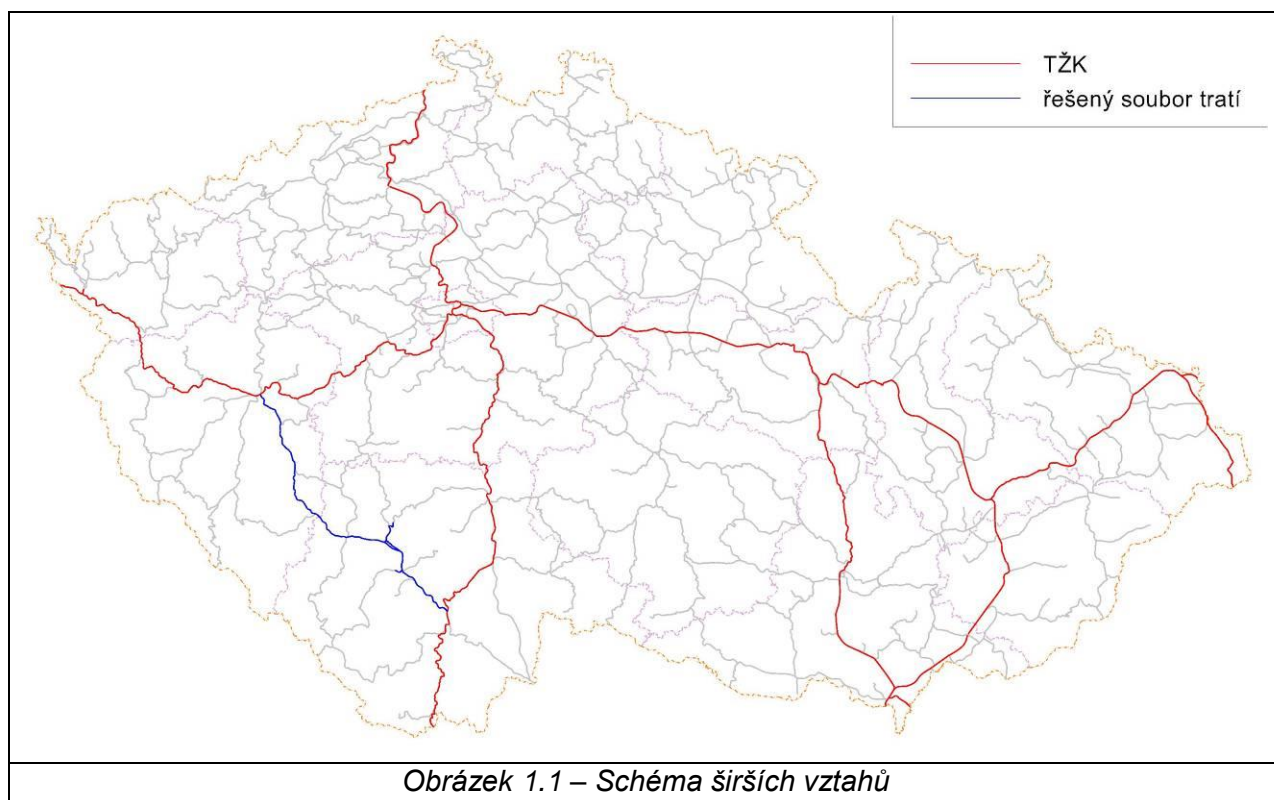 TŽK
řešený soubor tratí
Obrázek 1.1 – Schéma širších vztahů